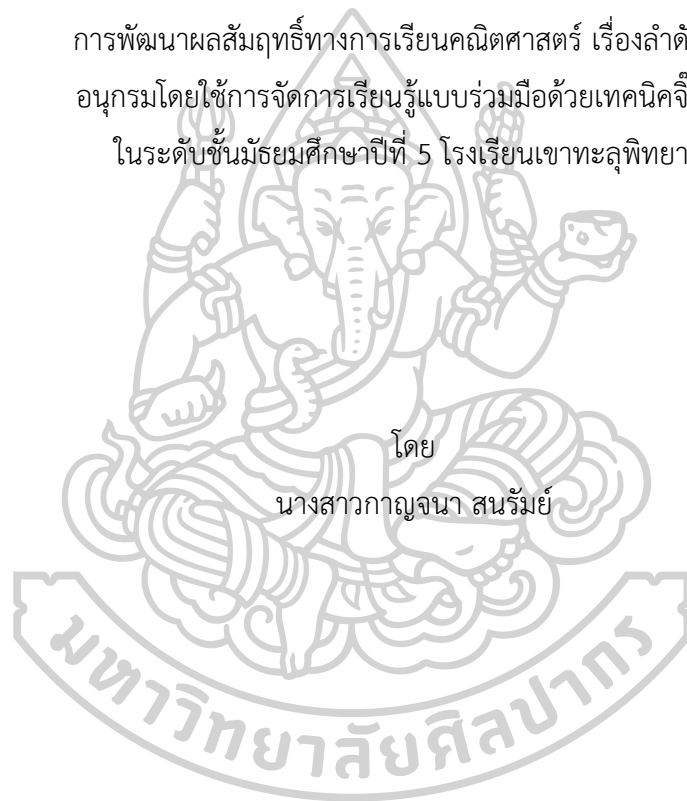 การพัฒนาผลสัมฤทธิ์ทางการเรียนคณิตศาสตร์ เรื่องลำดั
อนุกรมโดยใช้การจัดการเรียนรู้แบบร่วมมือด้วยเทคนิคจิ๊
ในระดับชั้นมัธยมศึกษาปีที่ 5 โรงเรียนเขาทะลุพิทยา
โดย
นางสาวกาญจนา สนรัมย์
มหาวิทยาลัยศิลปากร